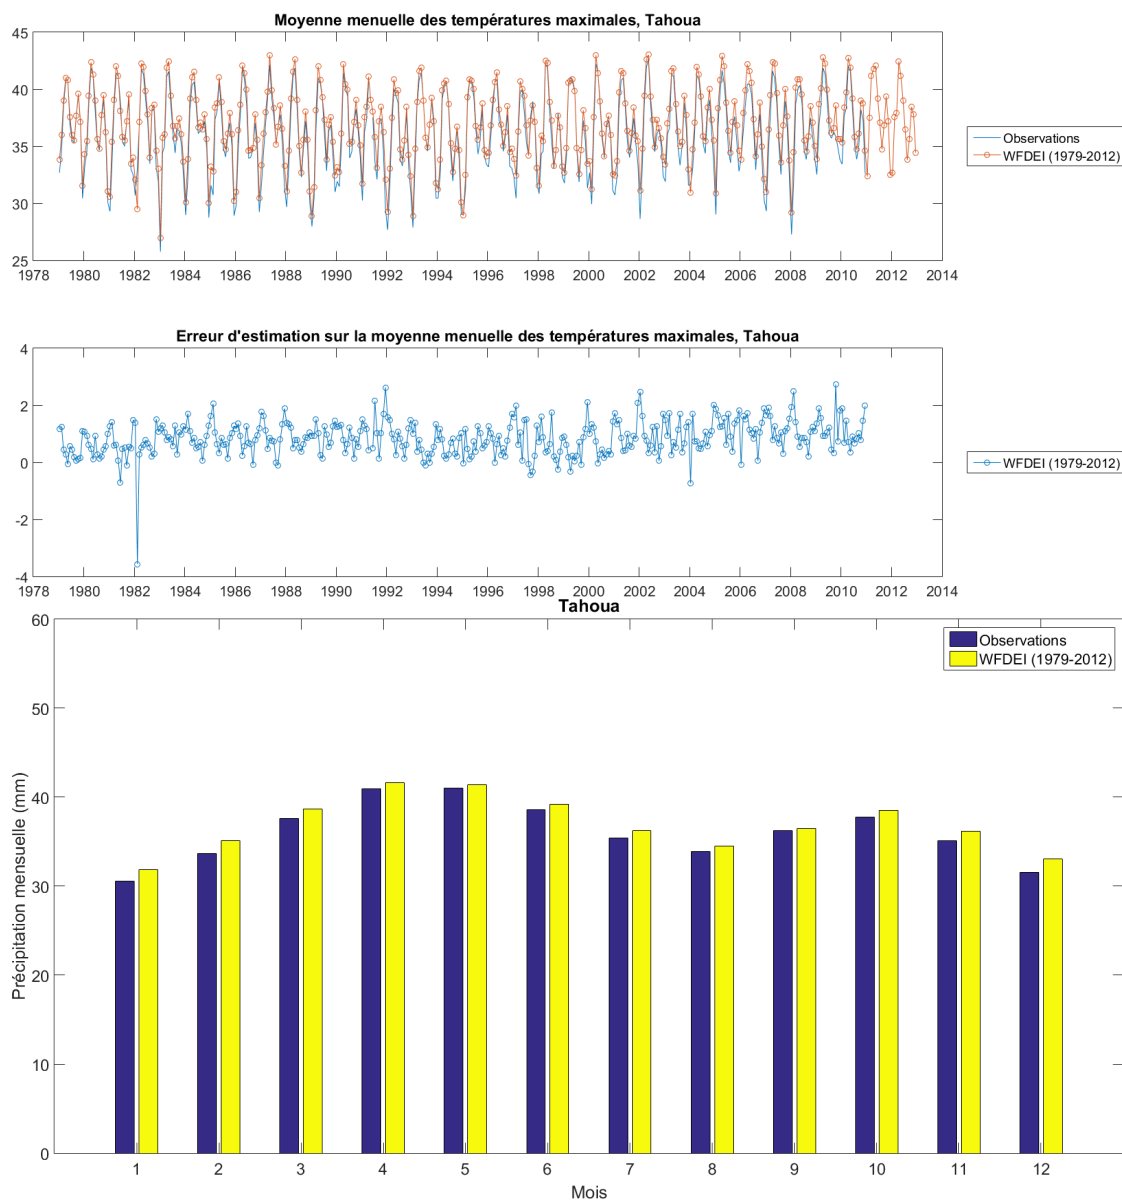 Moyenne menuelle des températures maximales, Tahoua
45
40
35
30
25
1978 1980 1982 1984 1986 1988 1990 1992 1994 1996 1998 2000 2002 2004 2006 2008 2010 2012 2014
Observations
WFDEI (1979-2012)
Erreur d'estimation sur la moyenne menuelle des températures maximales, Tahoua
4
2
0
-2
-4
1978 1980 1982 1984 1986 1988 1990 1992 1994 1996 1998 2000 2002 2004 2006 2008 2010 2012 2014
WFDEI (1979-2012)
Tahoua
60
50
40
30
20
10
0
Précipitation mensuelle (mm)
Observations
WFDEI (1979-2012)
1 2 3 4 5 6 7 8 9 10 11 12
Mois